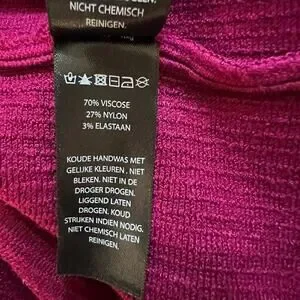 NICHT CHEMISCH
REINIGEN.
70% VISCOSE
27% NYLON
3% ELASTAAN
KOUDE HANDWAS MET
GELIJKE KLEUREN. NIET
BLEKEN. NIET IN DE
DROGER DROGEN.
LIGGEND LATEN
DROGEN. KOUD
STRIJKEN INDIEN NODIG.
NIET CHEMISCH LATEN
REINIGEN.